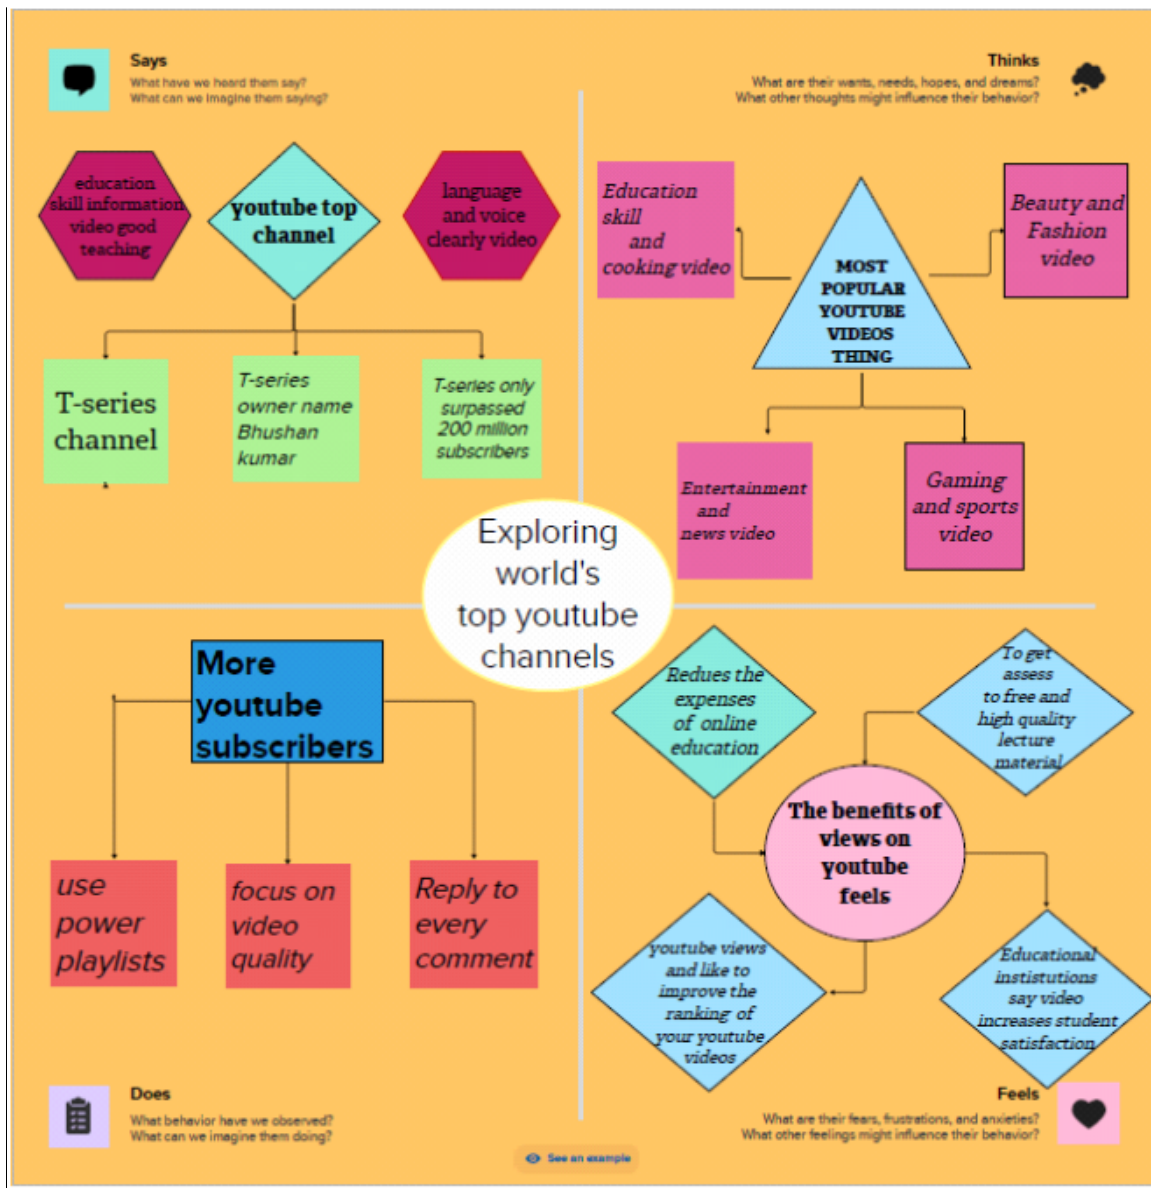 Says
What have we heard them say?
What can we imagine them saying?
Thinks
What are their wants, needs, hopes, and dreams?
What other thoughts might influence their behavior?
education
skill information
video good
teaching
youtube top
channel
language
and voice
clearly video
T-series
channel
T-series
owner name
Bhushan
kumar
T-series only
surpassed
200 million
subscribers
Education
skill
and
cooking video
MOST
POPULAR
YOUTUBE
VIDEOS
THING
Beauty and
Fashion
video
Entertainment
and
news video
Gaming
and sports
video
Exploring
world's
top youtube
channels
More
youtube
subscribers
use
power
playlists
focus on
video
quality
Reply to
every
comment
Redues the
expenses
of online
education
To get
assess
to free and
high quality
lecture
material
The benefits of
views on
youtube
feels
youtube views
and like to
improve the
ranking of
your youtube
videos
Educational
instistutions
say video
increases student
satisfaction
Does
What behavior have we observed?
What can we imagine them doing?
Feels
What are their fears, frustrations, and anxieties?
What other feelings might influence their behavior?
See an example